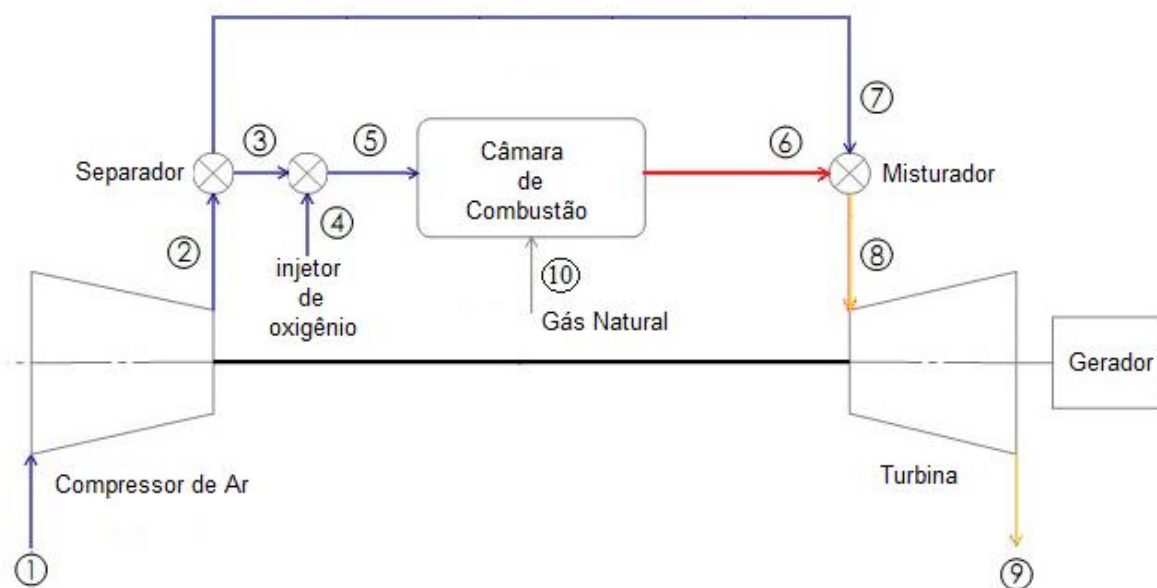 ⑦
③
⑤
⑥
Separador
Câmara
de
Combustão
Misturador
④
②
injetor
de
oxigênio
⑩
Gás Natural
⑧
Gerador
Compressor de Ar
Turbina
①
⑨